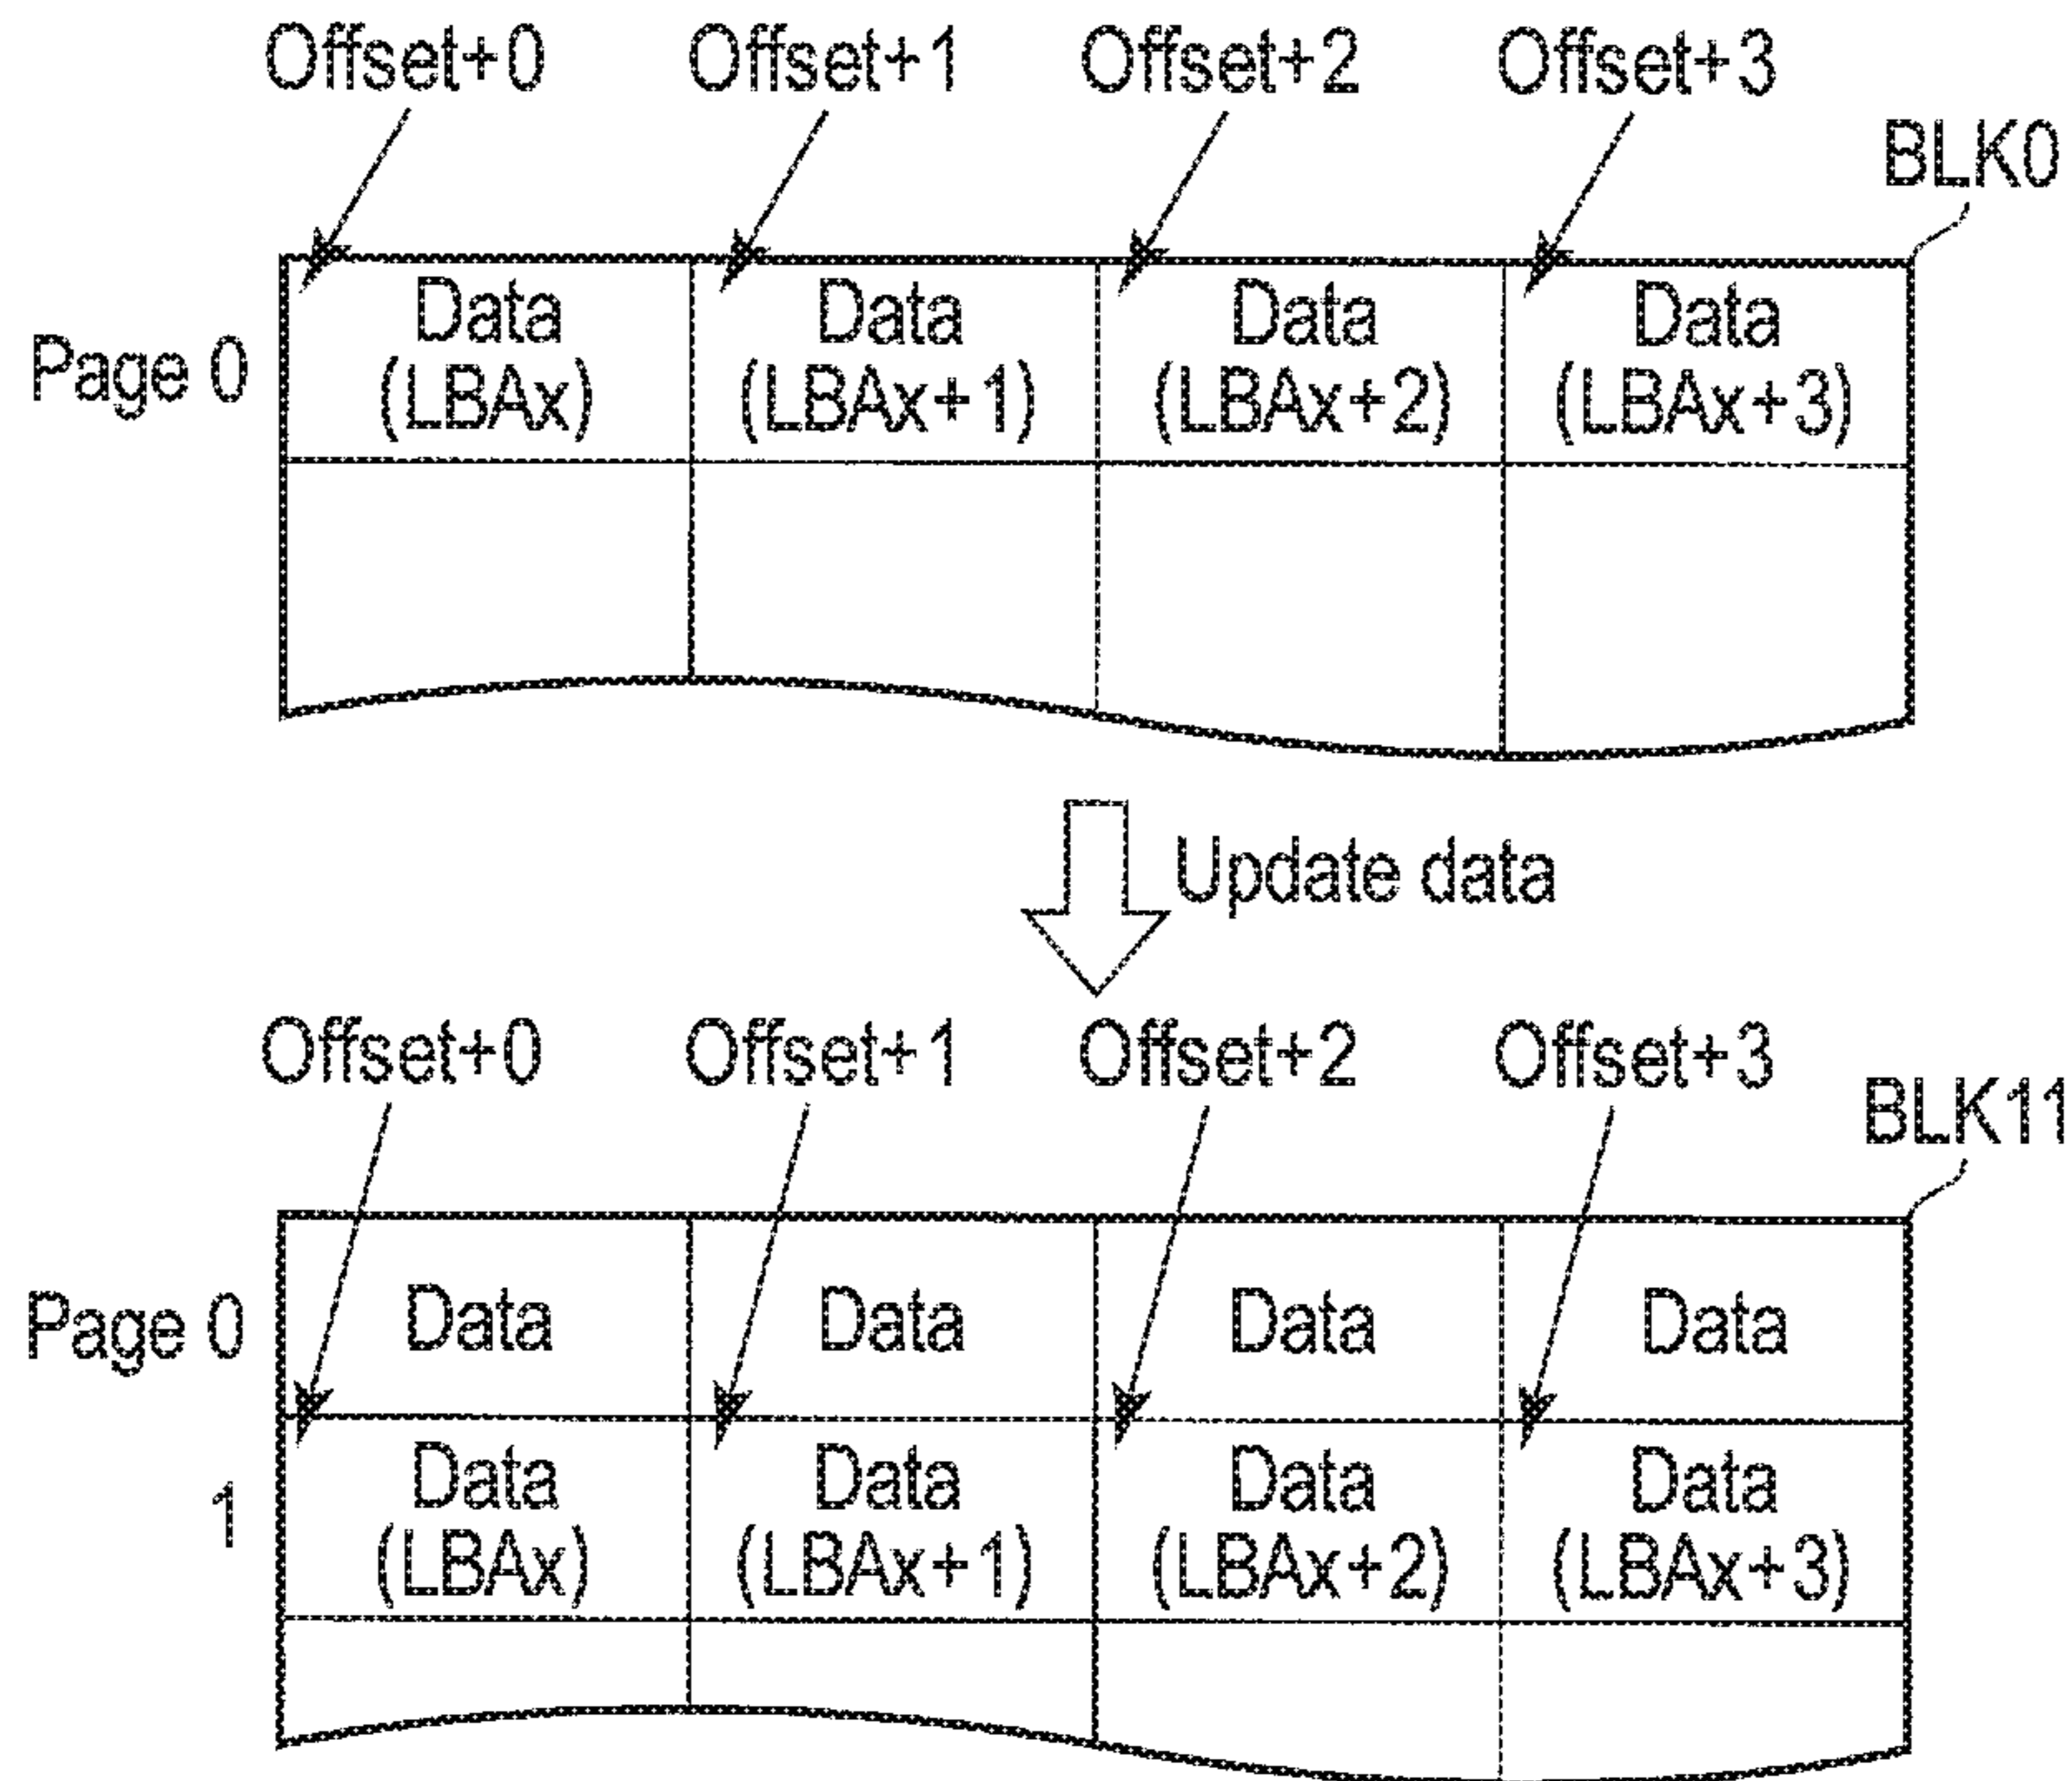 Offset+0 Offset+1 Offset+2 Offset+3
BLK0
Page 0
Data Data Data Data
(LBAx) (LBAx+1) (LBAx+2) (LBAx+3)
Update data
Offset+0 Offset+1 Offset+2 Offset+3
BLK11
Page 0 Data Data Data Data
1
Data Data Data Data
(LBAx) (LBAx+1) (LBAx+2) (LBAx+3)